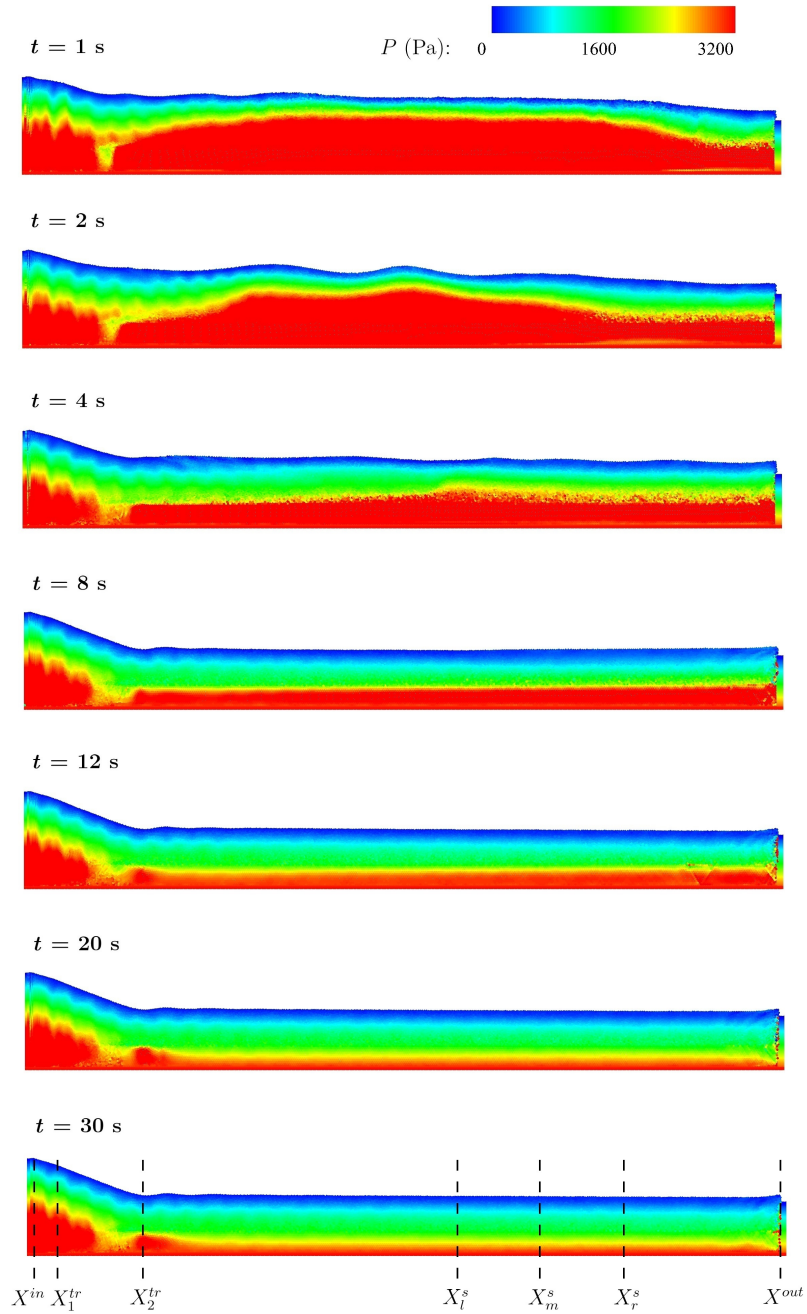 t = 1 s
P (Pa): 0 1600 3200
t = 2 s
t = 4 s
t = 8 s
t = 12 s
t = 20 s
t = 30 s
X^{in} X_1^{tr} X_2^{tr} X_l^s X_m^s X_r^s X^{out}